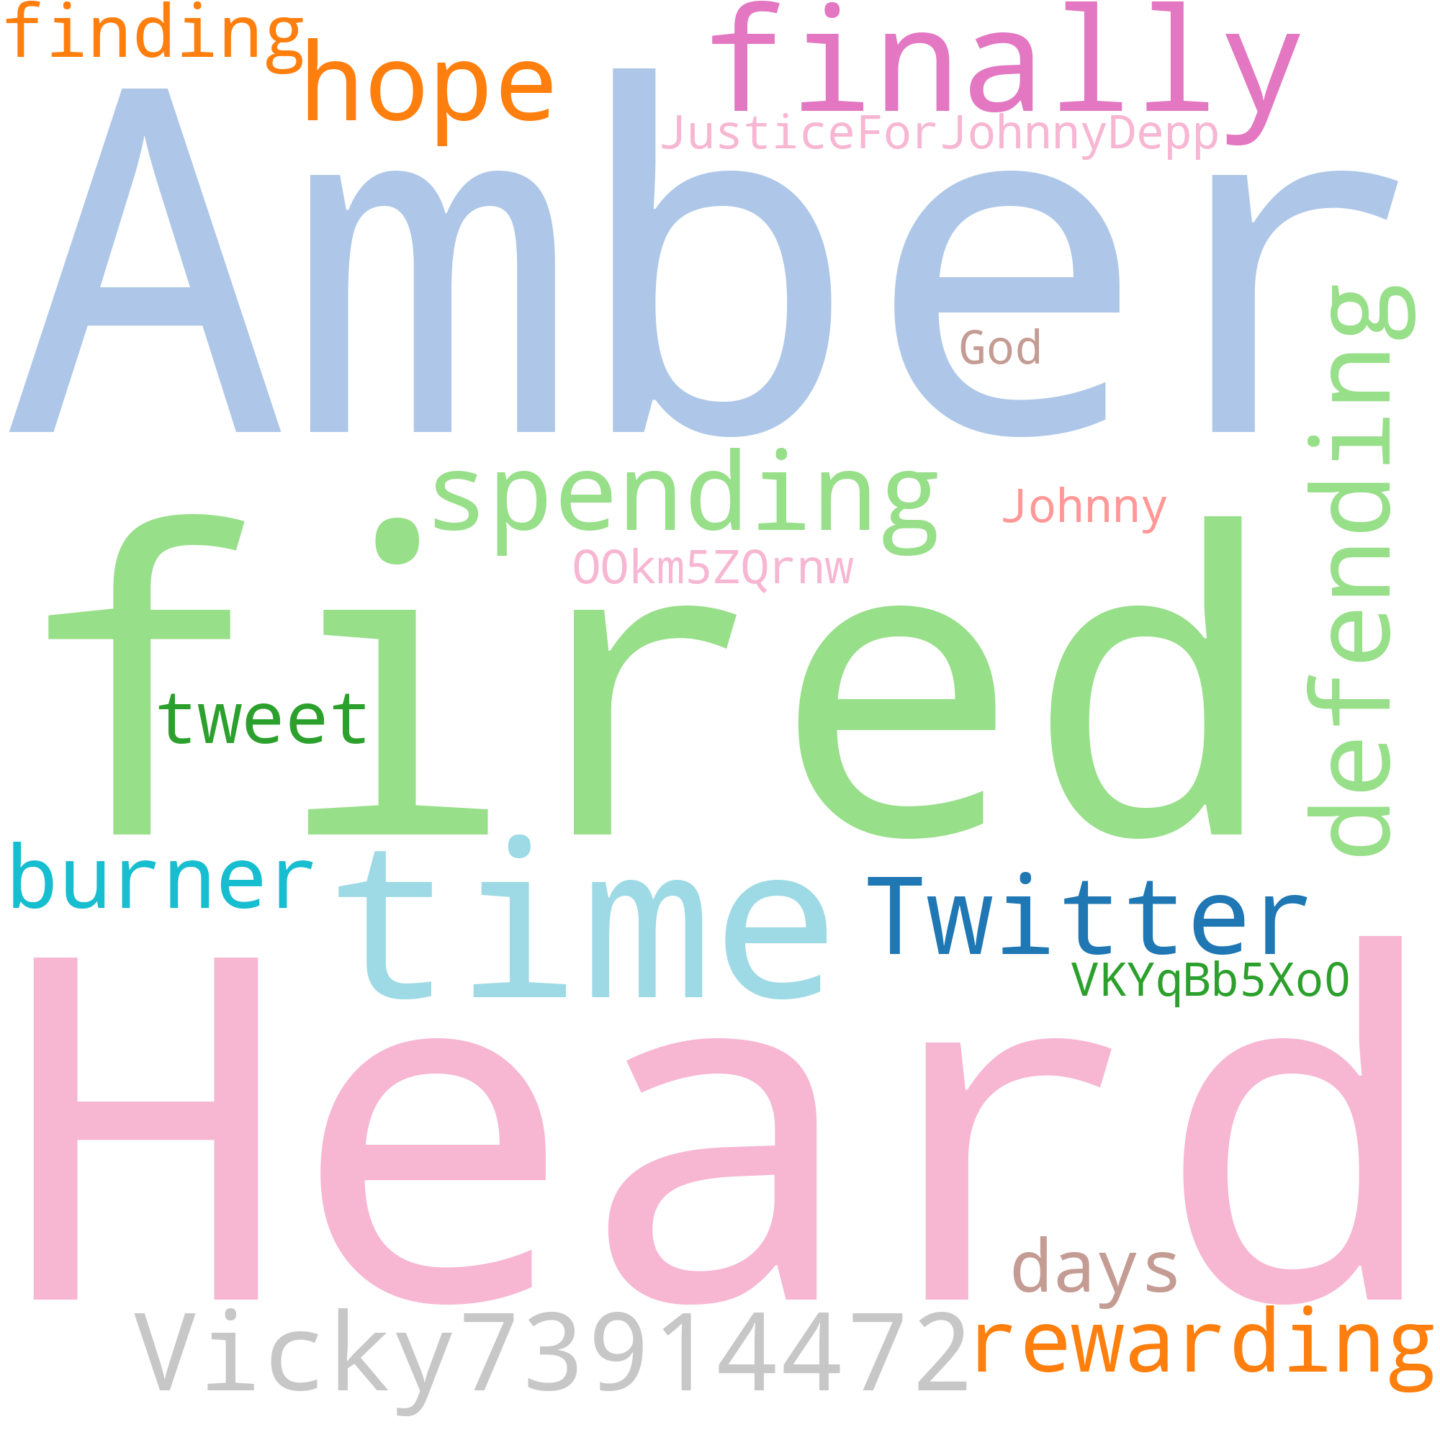 finding
hope
finally
JusticeForJohnnyDepp
Amber
God
defending
spending
Johnny
OOkm5ZQrnw
fired
tweet
burner
time
Twitter
VKYqBb5XoO
Heard
days
Vicky73914472
rewarding